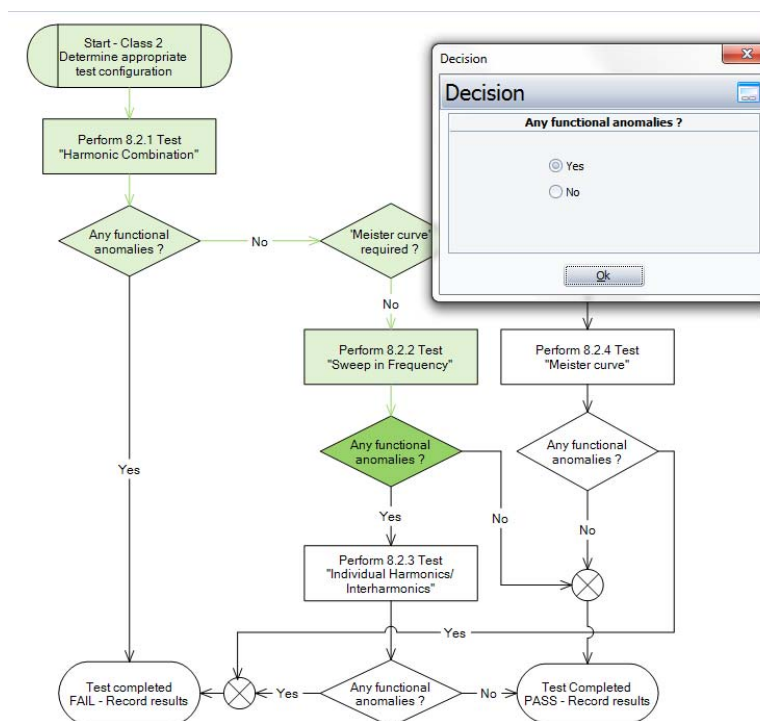 Start - Class 2
Determine appropriate
test configuration
Decision
Decision
Any functional anomalies ?
Yes
No
Ok
Perform 8.2.1 Test
"Harmonic Combination"
Any functional
anomalies ?
No
'Meister curve'
required ?
No
Perform 8.2.2 Test
"Sweep in Frequency"
Perform 8.2.4 Test
"Meister curve"
Any functional
anomalies ?
Any functional
anomalies ?
Yes
Yes
No
No
Perform 8.2.3 Test
"Individual Harmonics/
Interharmonics"
Yes
Test completed
FAIL - Record results
Yes
Any functional
anomalies ?
No
Test Completed
PASS - Record results